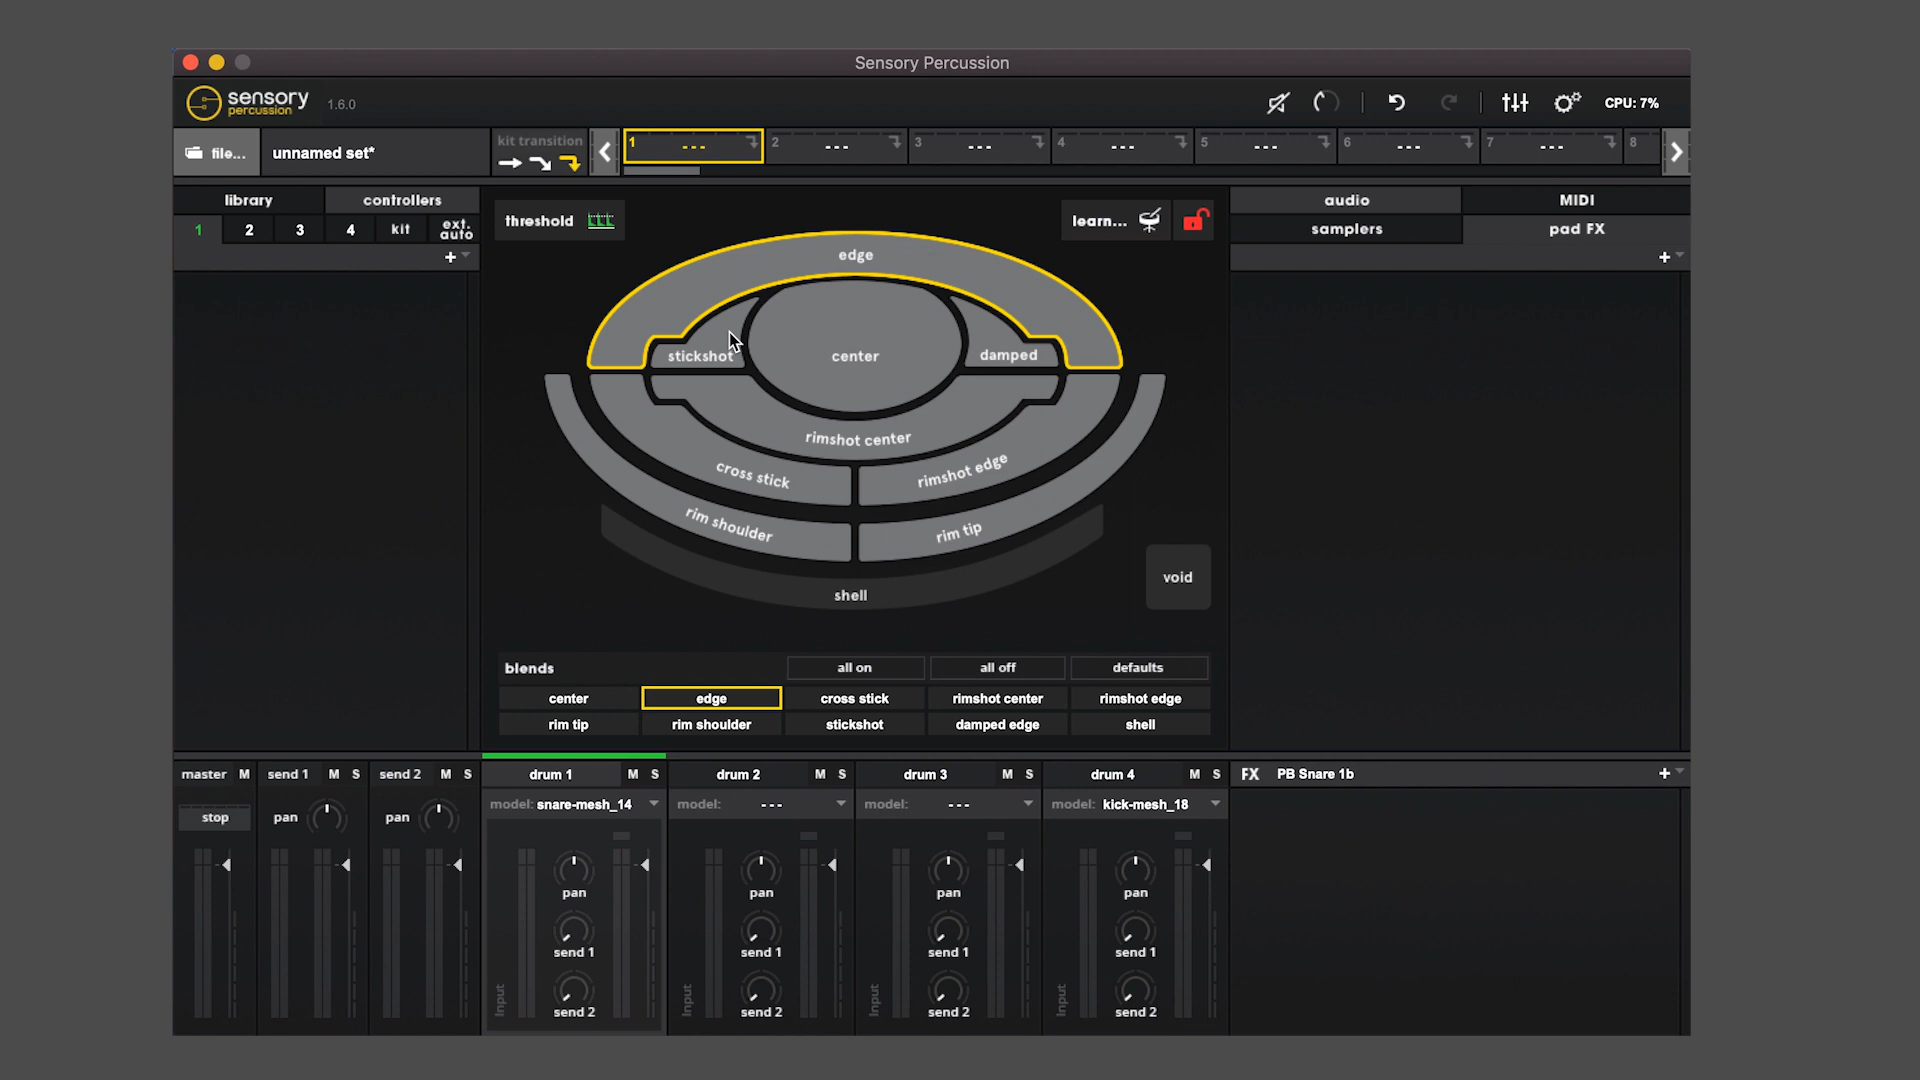 Sensory Percussion
sensory
percussion
1.6.0
CPU: 7%
file...
unnamed set*
kit transition
1 ---
2 ---
3 ---
4 ---
5 ---
6 ---
7 ---
8
library
controllers
1
2
3
4
kit
ext.
auto
+
threshold
learn...
edge
stickshot
center
damped
rimshot center
cross stick
rimshot edge
rim shoulder
rim tip
shell
void
audio
MIDI
samplers
pad FX
+
blends
all on
all off
defaults
center
edge
cross stick
rimshot center
rimshot edge
rim tip
rim shoulder
stickshot
damped edge
shell
master M
send 1 M S
send 2 M S
drum 1 M S
drum 2 M S
drum 3 M S
drum 4 M S
FX PB Snare 1b +
stop
pan
pan
model: snare-mesh_14
model: ---
model: ---
model: kick-mesh_18
pan
pan
pan
pan
send 1
send 1
send 1
send 1
Input
Input
Input
Input
send 2
send 2
send 2
send 2